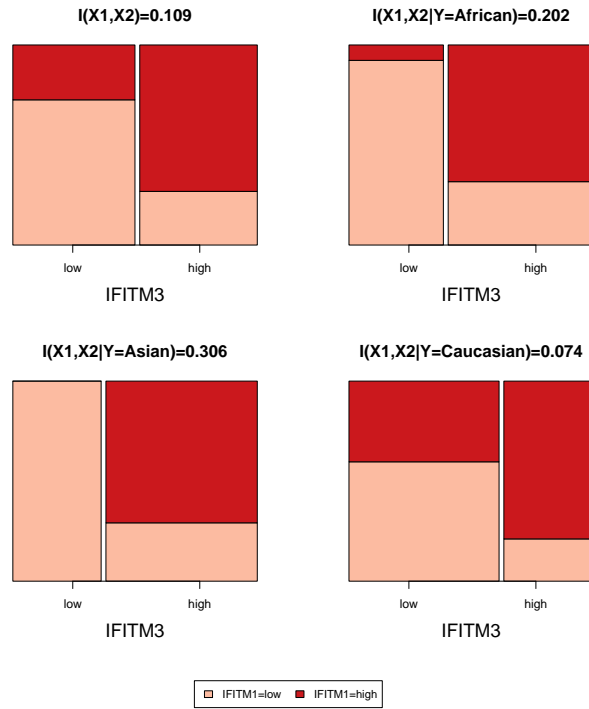 I(X1,X2)=0.109
I(X1,X2|Y=African)=0.202
low high
IFITM3
low high
IFITM3
I(X1,X2|Y=Asian)=0.306
I(X1,X2|Y=Caucasian)=0.074
low high
IFITM3
low high
IFITM3
IFITM1=low IFITM1=high